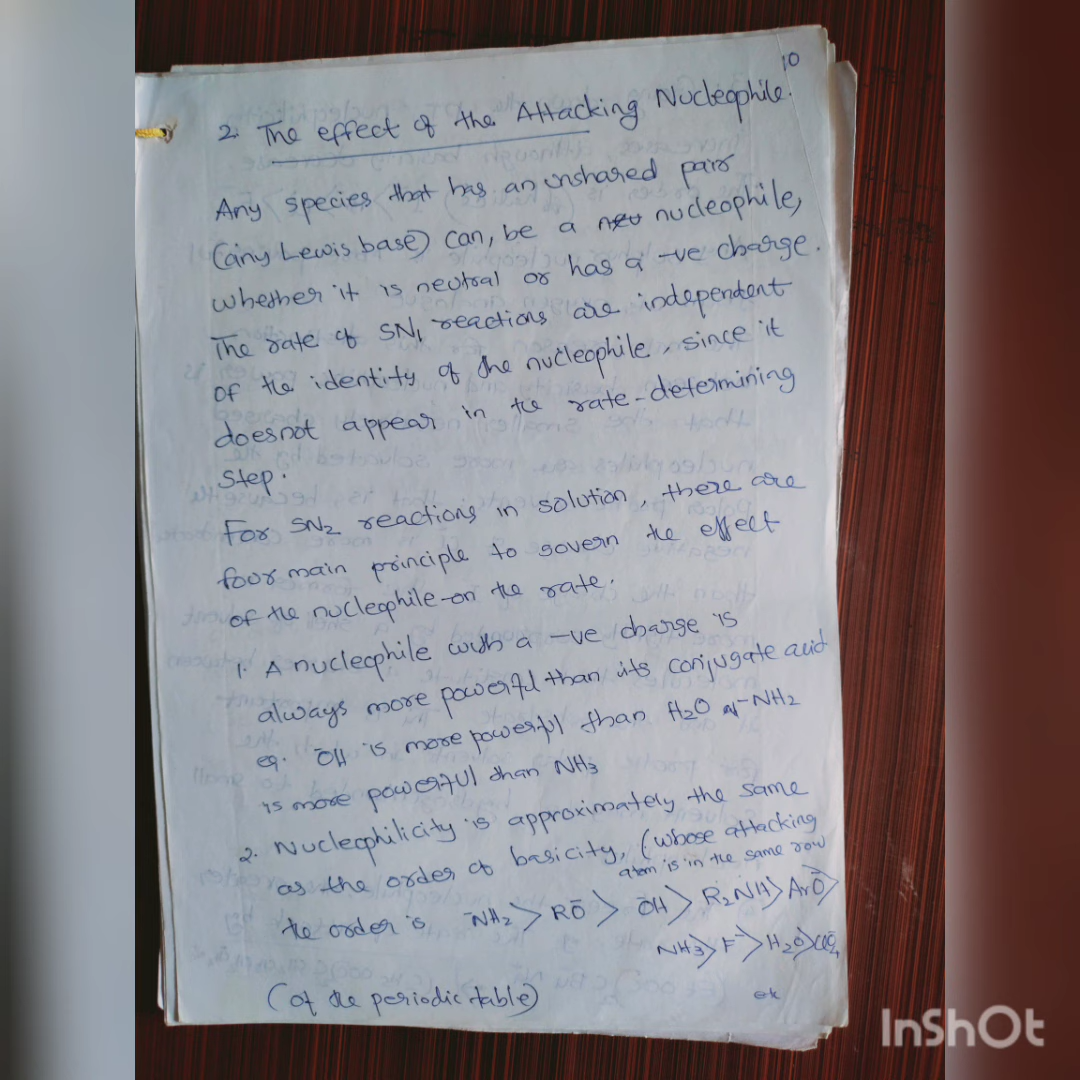 10
2. The effect of the Attacking Nucleophile.
Any species that has an unshared pair
(any Lewis base) can, be a nucleophile,
whether it is neutral or has a -ve charge.
The rate of SN1 reactions are independent
of the identity of the nucleophile, since it
doesnot appear in the rate-determining
step.
For SN2 reactions in solution, there are
four main principle to govern the effect
of the nucleophile on the rate.
1. A nucleophile with a -ve charge is
always more powerful than its conjugate acid
eg. ŌH is more powerful than H2O ⁻NH2
is more powerful than NH3
2. Nucleophilicity is approximately the same
as the order of basicity, (whose attacking
atom is in the same row
the order is ⁻NH2 > RŌ > ŌH > R2NH > ArŌ >
NH3 > F⁻ > H2O > ClO4⁻
(of the periodic table)
InShOt